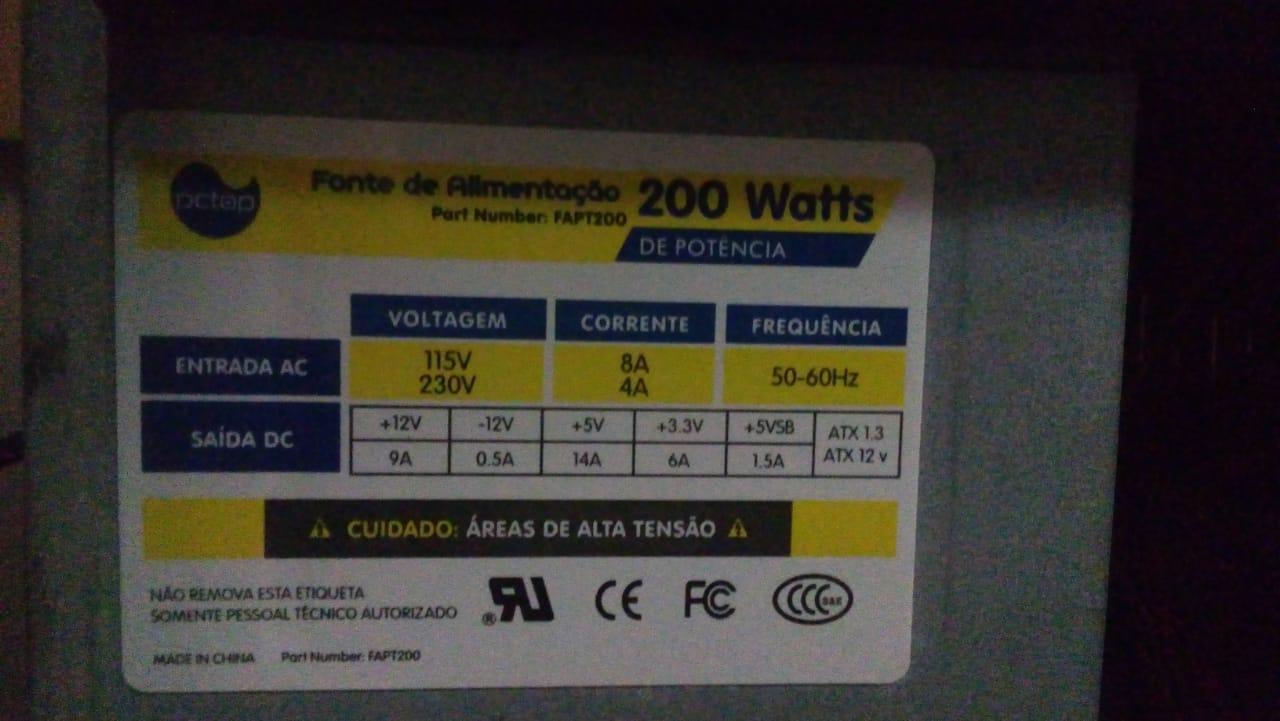 pctop
Fonte de Alimentação 200 Watts
Part Number: FAPT200
DE POTÊNCIA
VOLTAGEM CORRENTE FREQUÊNCIA
ENTRADA AC
115V 8A
230V 4A
50-60Hz
SAÍDA DC
+12V -12V +5V +3.3V +5VSB ATX 1.3
9A 0.5A 14A 6A 1.5A ATX 12 v
CUIDADO: ÁREAS DE ALTA TENSÃO
NÃO REMOVA ESTA ETIQUETA
SOMENTE PESSOAL TÉCNICO AUTORIZADO
® RU CE FC CCC S&E
MADE IN CHINA Part Number: FAPT200